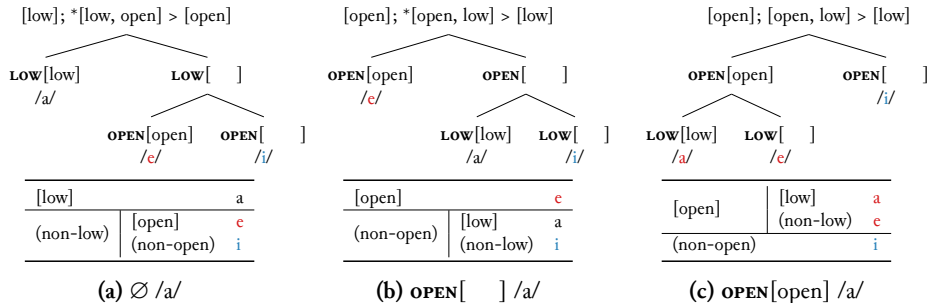 [low]; *[low, open] > [open]
LOW[low]
/a/
LOW[ ]
OPEN[open]
/e/
OPEN[ ]
/i/
[low] a
(non-low) [open] e
(non-open) i
(a) ∅ /a/
[open]; *[open, low] > [low]
OPEN[open]
/e/
OPEN[ ]
LOW[low]
/a/
LOW[ ]
/i/
[open] e
(non-open) [low] a
(non-low) i
(b) OPEN[ ] /a/
[open]; [open, low] > [low]
OPEN[open]
OPEN[ ]
/i/
LOW[low]
/a/
LOW[ ]
/e/
[open] [low] a
(non-low) e
(non-open) i
(c) OPEN[open] /a/